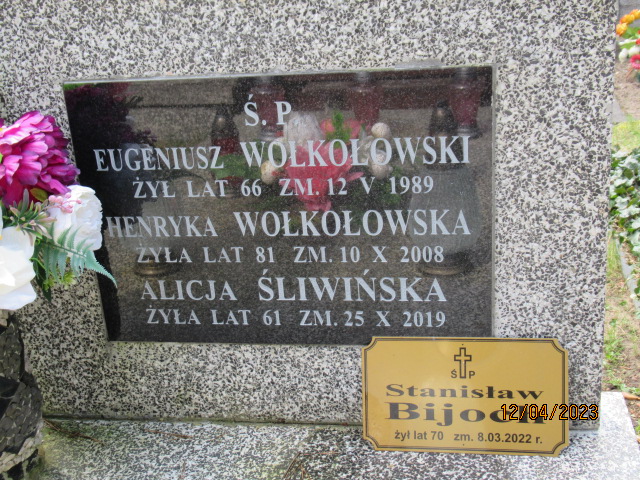 Ś. P
EUGENIUSZ WOŁKOŁOWSKI
ŻYŁ LAT 66 ZM. 12 V 1989
HENRYKA WOŁKOŁOWSKA
ŻYŁA LAT 81 ZM. 10 X 2008
ALICJA ŚLIWIŃSKA
ŻYŁA LAT 61 ZM. 25 X 2019
Ś P
Stanisław
Bijoch
żył lat 70 zm. 8.03.2022 r.
12/04/2023